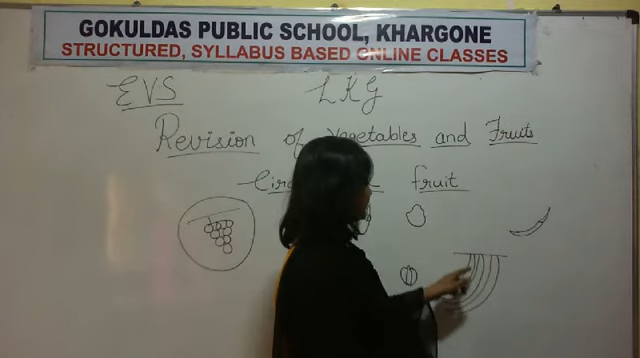 GOKULDAS PUBLIC SCHOOL, KHARGONE
STRUCTURED, SYLLABUS BASED ONLINE CLASSES
EVS LKG
Revision of Vegetables and Fruits
fruit